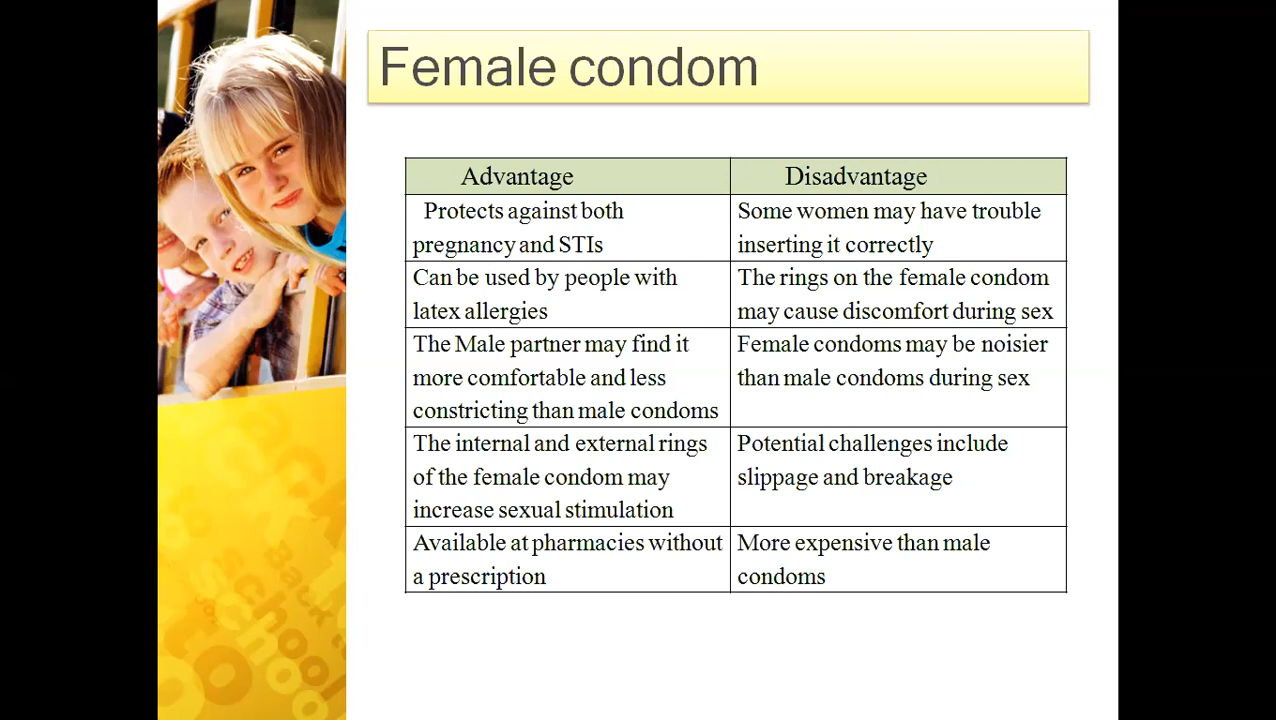 Female condom
Advantage
Disadvantage
Protects against both
pregnancy and STIs
Some women may have trouble
inserting it correctly
Can be used by people with
latex allergies
The rings on the female condom
may cause discomfort during sex
The Male partner may find it
more comfortable and less
constricting than male condoms
Female condoms may be noisier
than male condoms during sex
The internal and external rings
of the female condom may
increase sexual stimulation
Potential challenges include
slippage and breakage
Available at pharmacies without
a prescription
More expensive than male
condoms
Back
to
school